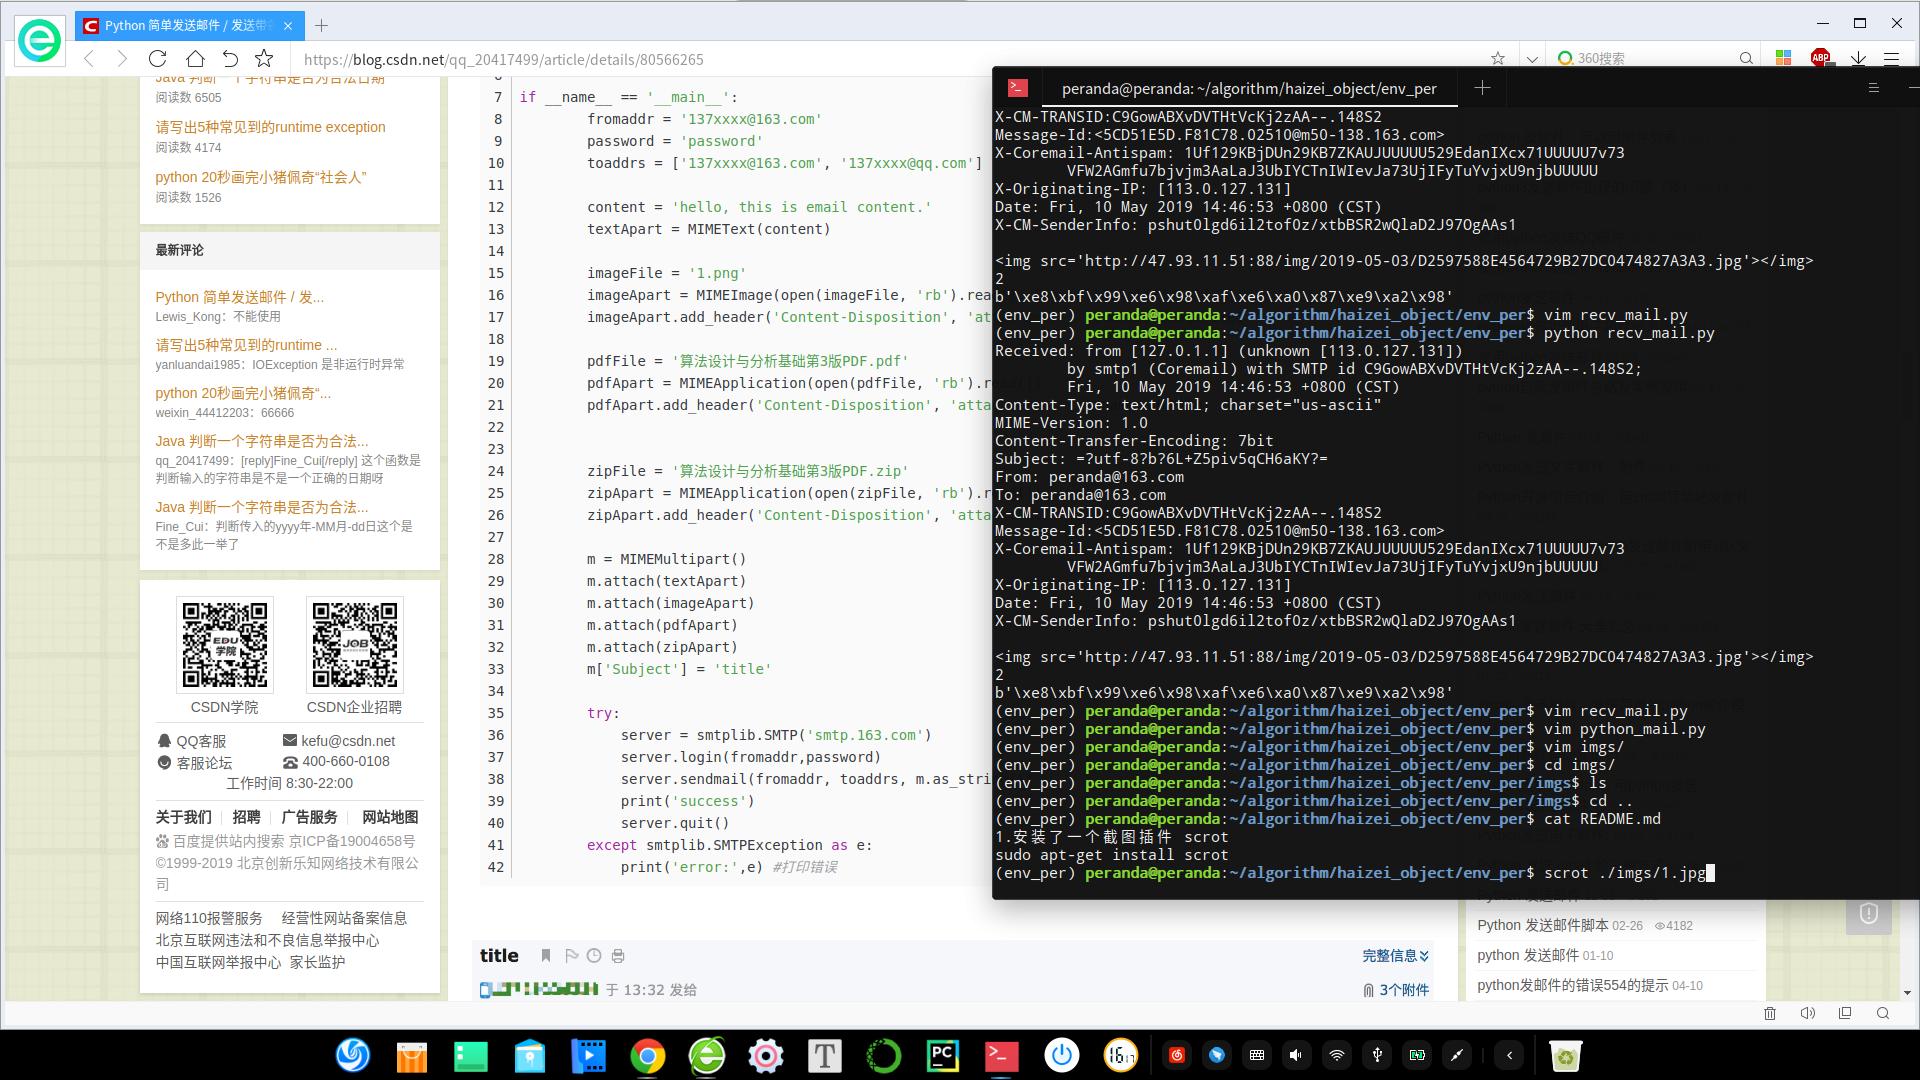 Python 简单发送邮件 / 发送带
https://blog.csdn.net/qq_20417499/article/details/80566265
360搜索
ABP
Java 判断一个字符串是否为合法日期
阅读数 6505
请写出5种常见到的runtime exception
阅读数 4174
python 20秒画完小猪佩奇“社会人”
阅读数 1526
最新评论
Python 简单发送邮件 / 发...
Lewis_Kong：不能使用
请写出5种常见到的runtime ...
yanluandai1985：IOException 是非运行时异常
python 20秒画完小猪佩奇“...
weixin_44412203：66666
Java 判断一个字符串是否为合法...
qq_20417499：[reply]Fine_Cui[/reply] 这个函数是
判断输入的字符串是不是一个正确的日期呀
Java 判断一个字符串是否为合法...
Fine_Cui：判断传入的yyyy年-MM月-dd日这个是
不是多此一举了
EDU
学院
JOB
CSDN学院
CSDN企业招聘
QQ客服
kefu@csdn.net
客服论坛
400-660-0108
工作时间 8:30-22:00
关于我们 招聘 广告服务 网站地图
百度提供站内搜索 京ICP备19004658号
©1999-2019 北京创新乐知网络技术有限公
司
网络110报警服务 经营性网站备案信息
北京互联网违法和不良信息举报中心
中国互联网举报中心 家长监护
6
7 if __name__ == '__main__':
8 fromaddr = '137xxxx@163.com'
9 password = 'password'
10 toaddrs = ['137xxxx@163.com', '137xxxx@qq.com']
11
12 content = 'hello, this is email content.'
13 textApart = MIMEText(content)
14
15 imageFile = '1.png'
16 imageApart = MIMEImage(open(imageFile, 'rb').rea
17 imageApart.add_header('Content-Disposition', 'at
18
19 pdfFile = '算法设计与分析基础第3版PDF.pdf'
20 pdfApart = MIMEApplication(open(pdfFile, 'rb').r
21 pdfApart.add_header('Content-Disposition', 'atta
22
23
24 zipFile = '算法设计与分析基础第3版PDF.zip'
25 zipApart = MIMEApplication(open(zipFile, 'rb').r
26 zipApart.add_header('Content-Disposition', 'atta
27
28 m = MIMEMultipart()
29 m.attach(textApart)
30 m.attach(imageApart)
31 m.attach(pdfApart)
32 m.attach(zipApart)
33 m['Subject'] = 'title'
34
35 try:
36 server = smtplib.SMTP('smtp.163.com')
37 server.login(fromaddr,password)
38 server.sendmail(fromaddr, toaddrs, m.as_stri
39 print('success')
40 server.quit()
41 except smtplib.SMTPException as e:
42 print('error:',e) #打印错误
title
完整信息
于 13:32 发给
3个附件
peranda@peranda: ~/algorithm/haizei_object/env_per
X-CM-TRANSID:C9GowABXvDVTHtVcKj2zAA--.148S2
Message-Id:<5CD51E5D.F81C78.02510@m50-138.163.com>
X-Coremail-Antispam: 1Uf129KBjDUn29KB7ZKAUJUUUUU529EdanIXcx71UUUUU7v73
VFW2AGmfu7bjvjm3AaLaJ3UbIYCTnIWIevJa73UjIFyTuYvjxU9njbUUUUU
X-Originating-IP: [113.0.127.131]
Date: Fri, 10 May 2019 14:46:53 +0800 (CST)
X-CM-SenderInfo: pshut0lgd6il2tof0z/xtbBSR2wQlaD2J97OgAAs1
<img src='http://47.93.11.51:88/img/2019-05-03/D2597588E4564729B27DC0474827A3A3.jpg'></img>
2
b'\xe8\xbf\x99\xe6\x98\xaf\xe6\xa0\x87\xe9\xa2\x98'
(env_per) peranda@peranda:~/algorithm/haizei_object/env_per$ vim recv_mail.py
(env_per) peranda@peranda:~/algorithm/haizei_object/env_per$ python recv_mail.py
Received: from [127.0.1.1] (unknown [113.0.127.131])
by smtp1 (Coremail) with SMTP id C9GowABXvDVTHtVcKj2zAA--.148S2;
Fri, 10 May 2019 14:46:53 +0800 (CST)
Content-Type: text/html; charset="us-ascii"
MIME-Version: 1.0
Content-Transfer-Encoding: 7bit
Subject: =?utf-8?b?6L+Z5piv5qCH6aKY?=
From: peranda@163.com
To: peranda@163.com
X-CM-TRANSID:C9GowABXvDVTHtVcKj2zAA--.148S2
Message-Id:<5CD51E5D.F81C78.02510@m50-138.163.com>
X-Coremail-Antispam: 1Uf129KBjDUn29KB7ZKAUJUUUUU529EdanIXcx71UUUUU7v73
VFW2AGmfu7bjvjm3AaLaJ3UbIYCTnIWIevJa73UjIFyTuYvjxU9njbUUUUU
X-Originating-IP: [113.0.127.131]
Date: Fri, 10 May 2019 14:46:53 +0800 (CST)
X-CM-SenderInfo: pshut0lgd6il2tof0z/xtbBSR2wQlaD2J97OgAAs1
<img src='http://47.93.11.51:88/img/2019-05-03/D2597588E4564729B27DC0474827A3A3.jpg'></img>
2
b'\xe8\xbf\x99\xe6\x98\xaf\xe6\xa0\x87\xe9\xa2\x98'
(env_per) peranda@peranda:~/algorithm/haizei_object/env_per$ vim recv_mail.py
(env_per) peranda@peranda:~/algorithm/haizei_object/env_per$ vim python_mail.py
(env_per) peranda@peranda:~/algorithm/haizei_object/env_per$ vim imgs/
(env_per) peranda@peranda:~/algorithm/haizei_object/env_per$ cd imgs/
(env_per) peranda@peranda:~/algorithm/haizei_object/env_per/imgs$ ls
(env_per) peranda@peranda:~/algorithm/haizei_object/env_per/imgs$ cd ..
(env_per) peranda@peranda:~/algorithm/haizei_object/env_per$ cat README.md
1.安装了一个截图插件 scrot
sudo apt-get install scrot
(env_per) peranda@peranda:~/algorithm/haizei_object/env_per$ scrot ./imgs/1.jpg
Python 发送邮件脚本 02-26 4182
python 发送邮件 01-10
python发邮件的错误554的提示 04-10
T
PC
16 17